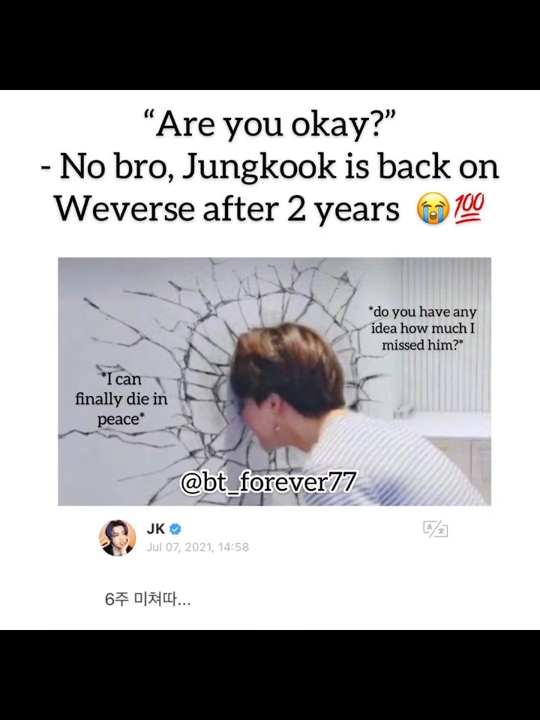 “Are you okay?”
- No bro, Jungkook is back on
Weverse after 2 years 😭💯
*do you have any
idea how much I
missed him?*
*I can
finally die in
peace*
@bt_forever77
JK
Jul 07, 2021, 14:58
6주 미쳐따...